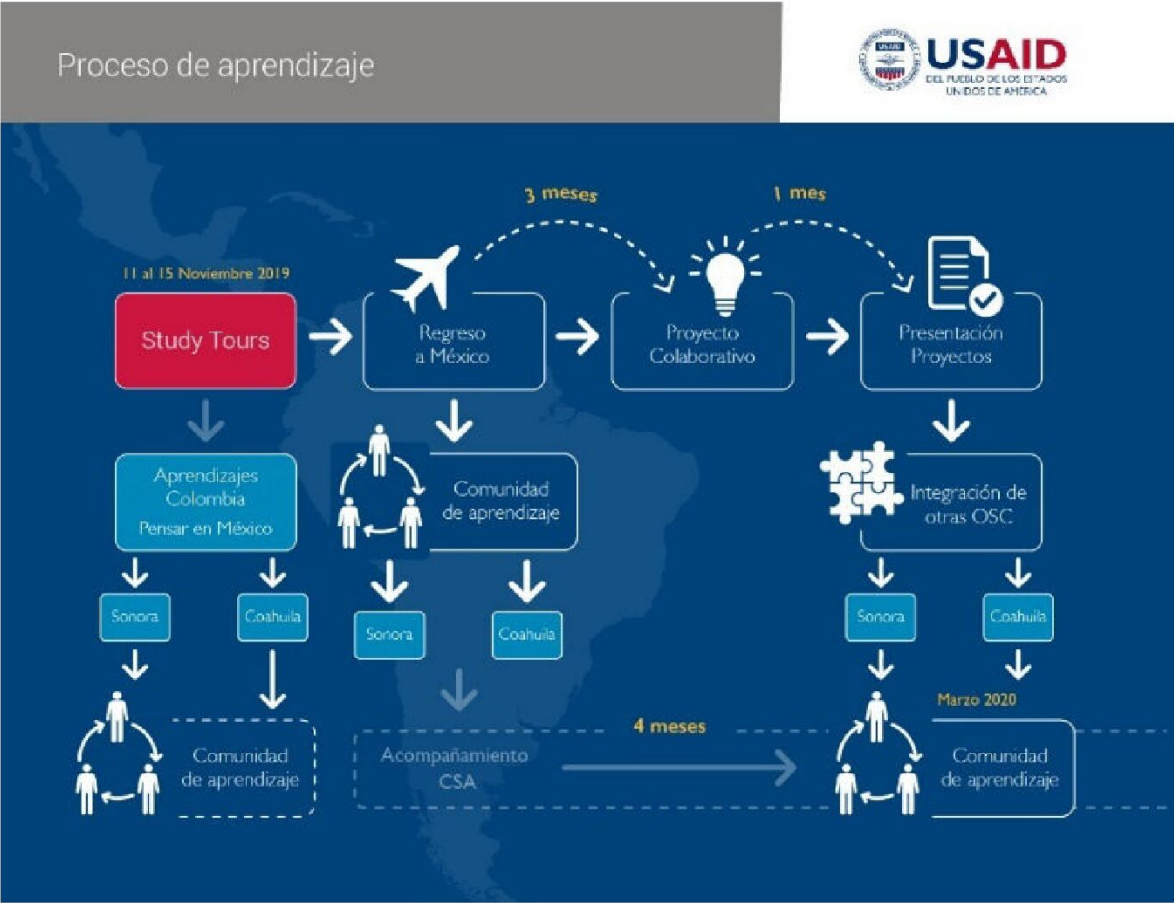 Proceso de aprendizaje
USAID
USAID
DEL PUEBLO DE LOS ESTADOS
UNIDOS DE AMÉRICA
3 meses
1 mes
11 al 15 Noviembre 2019
Study Tours
Regreso
a México
Proyecto
Colaborativo
Presentación
Proyectos
Aprendizajes
Colombia
Pensar en México
Comunidad
de aprendizaje
Integración de
otras OSC
Sonora
Coahuila
Sonora
Coahuila
Sonora
Coahuila
Marzo 2020
4 meses
Comunidad
de aprendizaje
Acompañamiento
CSA
Comunidad
de aprendizaje